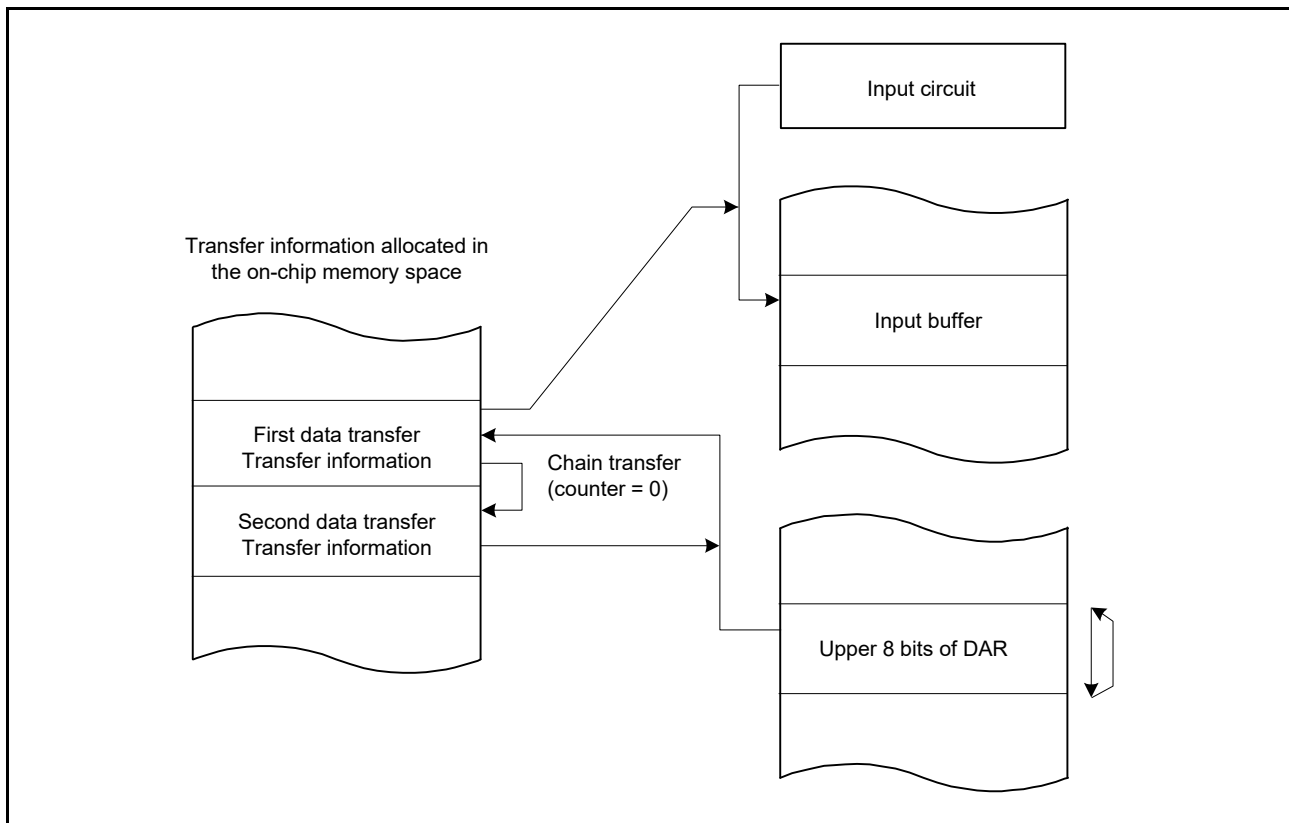 Input circuit
Transfer information allocated in
the on-chip memory space
Input buffer
First data transfer
Transfer information
Chain transfer
(counter = 0)
Second data transfer
Transfer information
Upper 8 bits of DAR